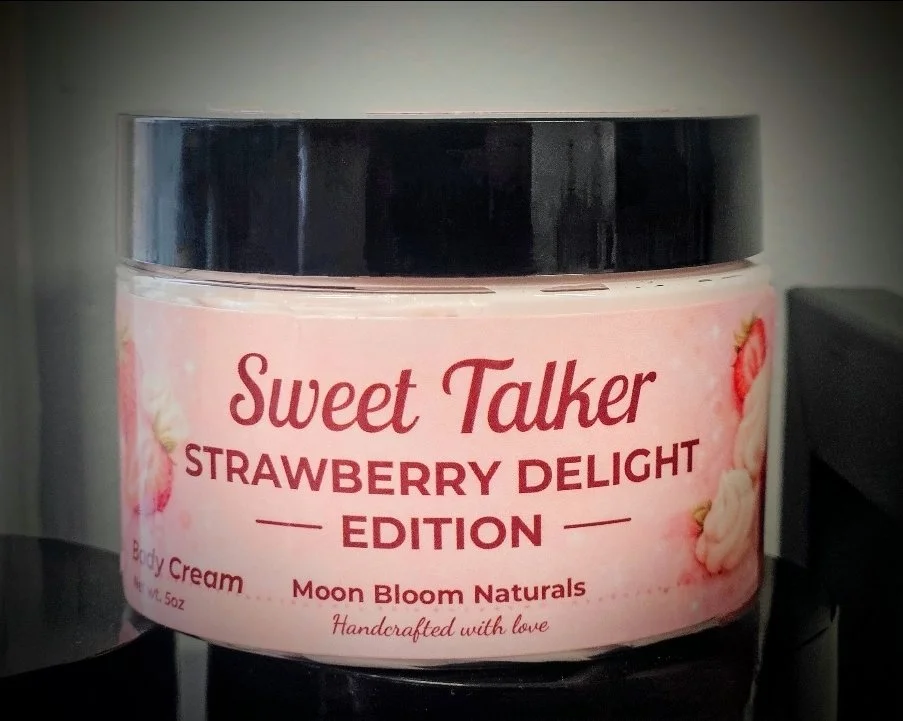 Sweet Talker
STRAWBERRY DELIGHT
EDITION
Body Cream
Net wt. 5oz
Moon Bloom Naturals
Handcrafted with love